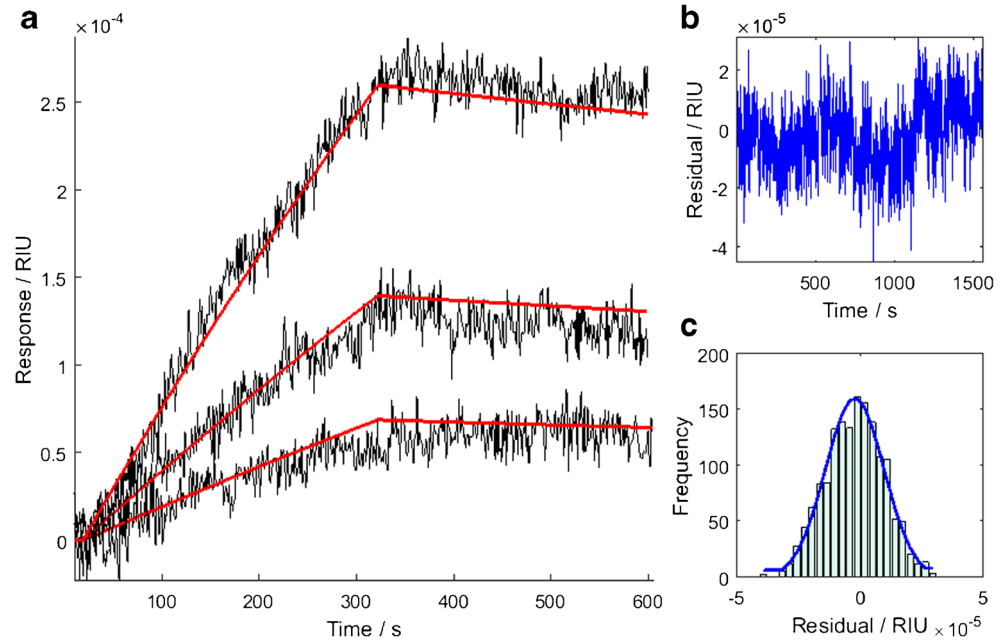 a
× 10⁻⁴
2.5
2
1.5
1
0.5
0
Response / RIU
100 200 300 400 500 600
Time / s
b
× 10⁻⁵
2
0
-2
-4
Residual / RIU
500 1000 1500
Time / s
c
200
150
100
50
0
Frequency
-5 0 5
Residual / RIU × 10⁻⁵